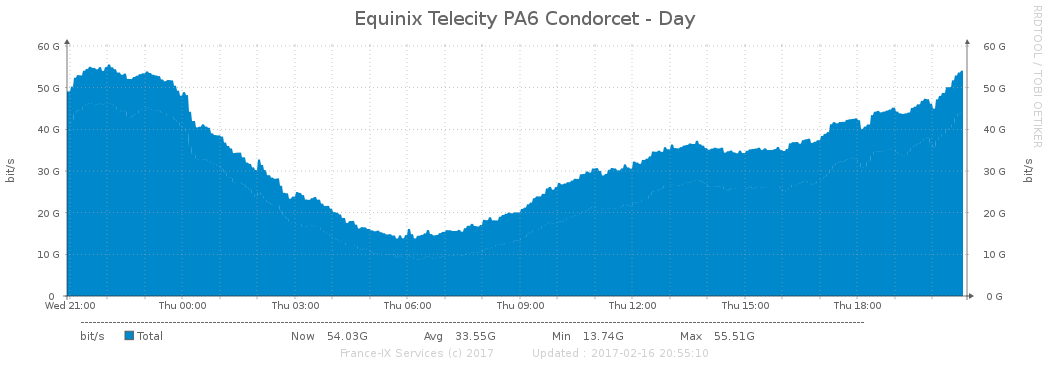 Equinix Telecity PA6 Condorcet - Day
RRDTOOL / TOBI OETIKER
60 G 60 G
50 G 50 G
40 G 40 G
30 G 30 G
20 G 20 G
10 G 10 G
0 0 G
bit/s
bit/s
Wed 21:00 Thu 00:00 Thu 03:00 Thu 06:00 Thu 09:00 Thu 12:00 Thu 15:00 Thu 18:00
bit/s Total Now 54.03G Avg 33.55G Min 13.74G Max 55.51G
France-IX Services (c) 2017 Updated : 2017-02-16 20:55:10